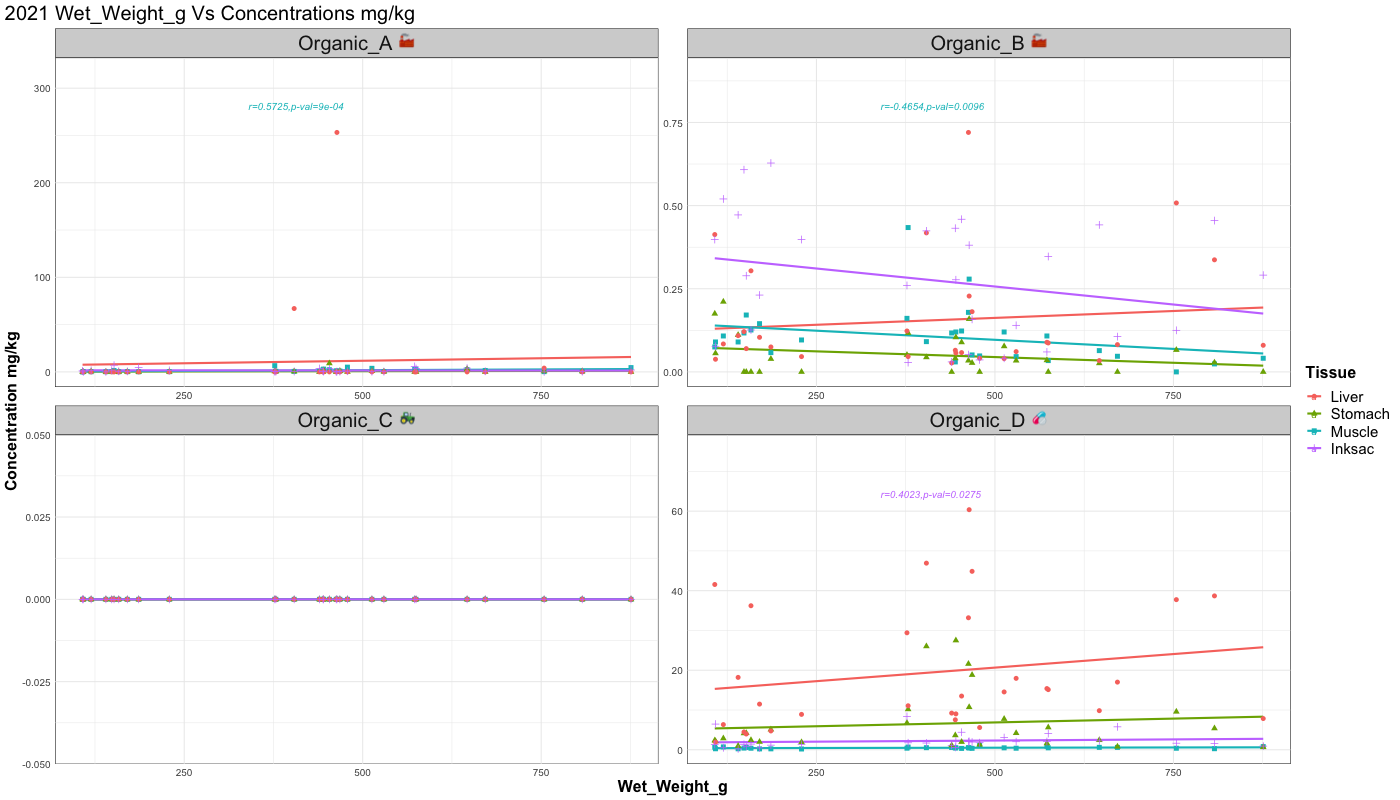 2021 Wet_Weight_g Vs Concentrations mg/kg
Organic_A 🏭
Organic_B 🏭
300
200
100
0
r=0.5725,p-val=9e-04
250
500
750
0.75
0.50
0.25
0.00
r=-0.4654,p-val=0.0096
250
500
750
Organic_C 🚜
Organic_D 💊
0.050
0.025
0.000
-0.025
-0.050
250
500
750
60
40
20
0
r=0.4023,p-val=0.0275
250
500
750
Concentration mg/kg
Wet_Weight_g
Tissue
Liver
Stomach
Muscle
Inksac